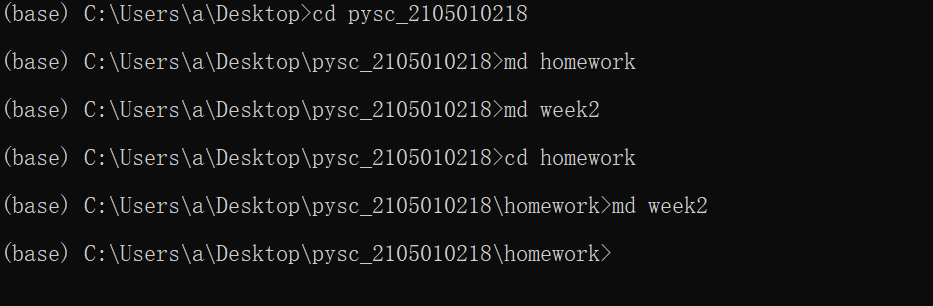 (base) C:\Users\a\Desktop>cd pysc_2105010218
(base) C:\Users\a\Desktop\pysc_2105010218>md homework
(base) C:\Users\a\Desktop\pysc_2105010218>md week2
(base) C:\Users\a\Desktop\pysc_2105010218>cd homework
(base) C:\Users\a\Desktop\pysc_2105010218\homework>md week2
(base) C:\Users\a\Desktop\pysc_2105010218\homework>